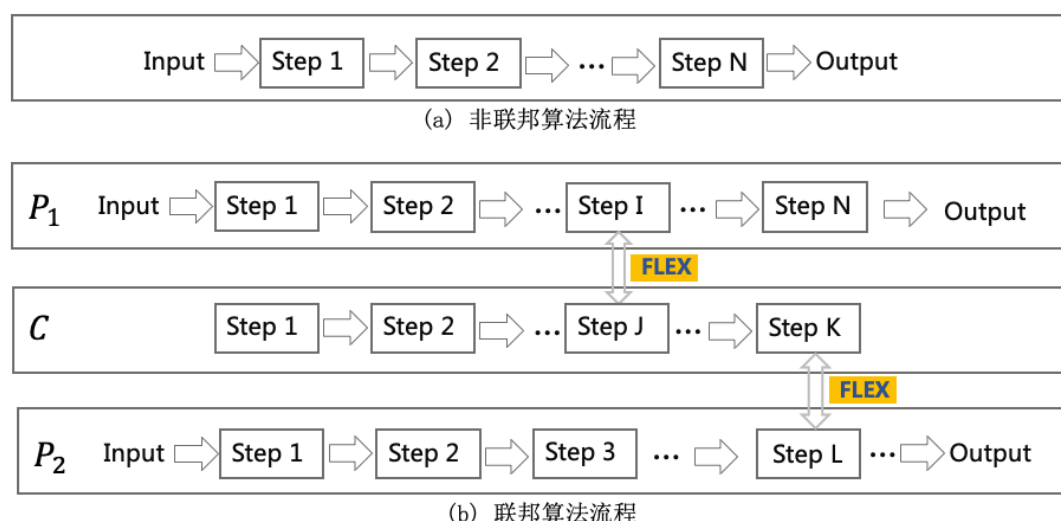 Input Step 1 Step 2 ... Step N Output
(a) 非联邦算法流程
P₁ Input Step 1 Step 2 ... Step I ... Step N Output
FLEX
C Step 1 Step 2 ... Step J ... Step K
FLEX
P₂ Input Step 1 Step 2 Step 3 ... Step L ... Output
(b) 联邦算法流程